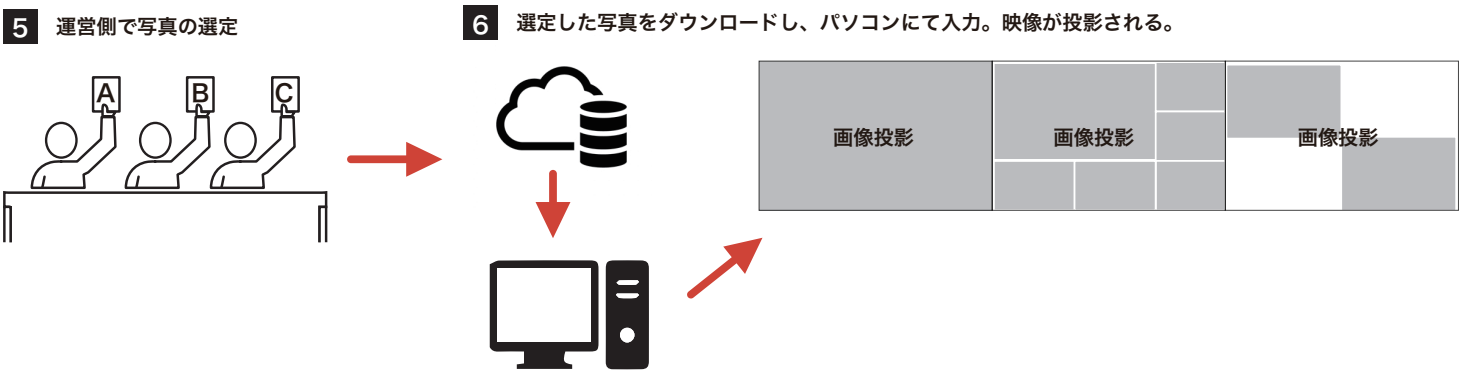 5 運営側で写真の選定
6 選定した写真をダウンロードし、パソコンにて入力。映像が投影される。
A B C
画像投影 画像投影 画像投影